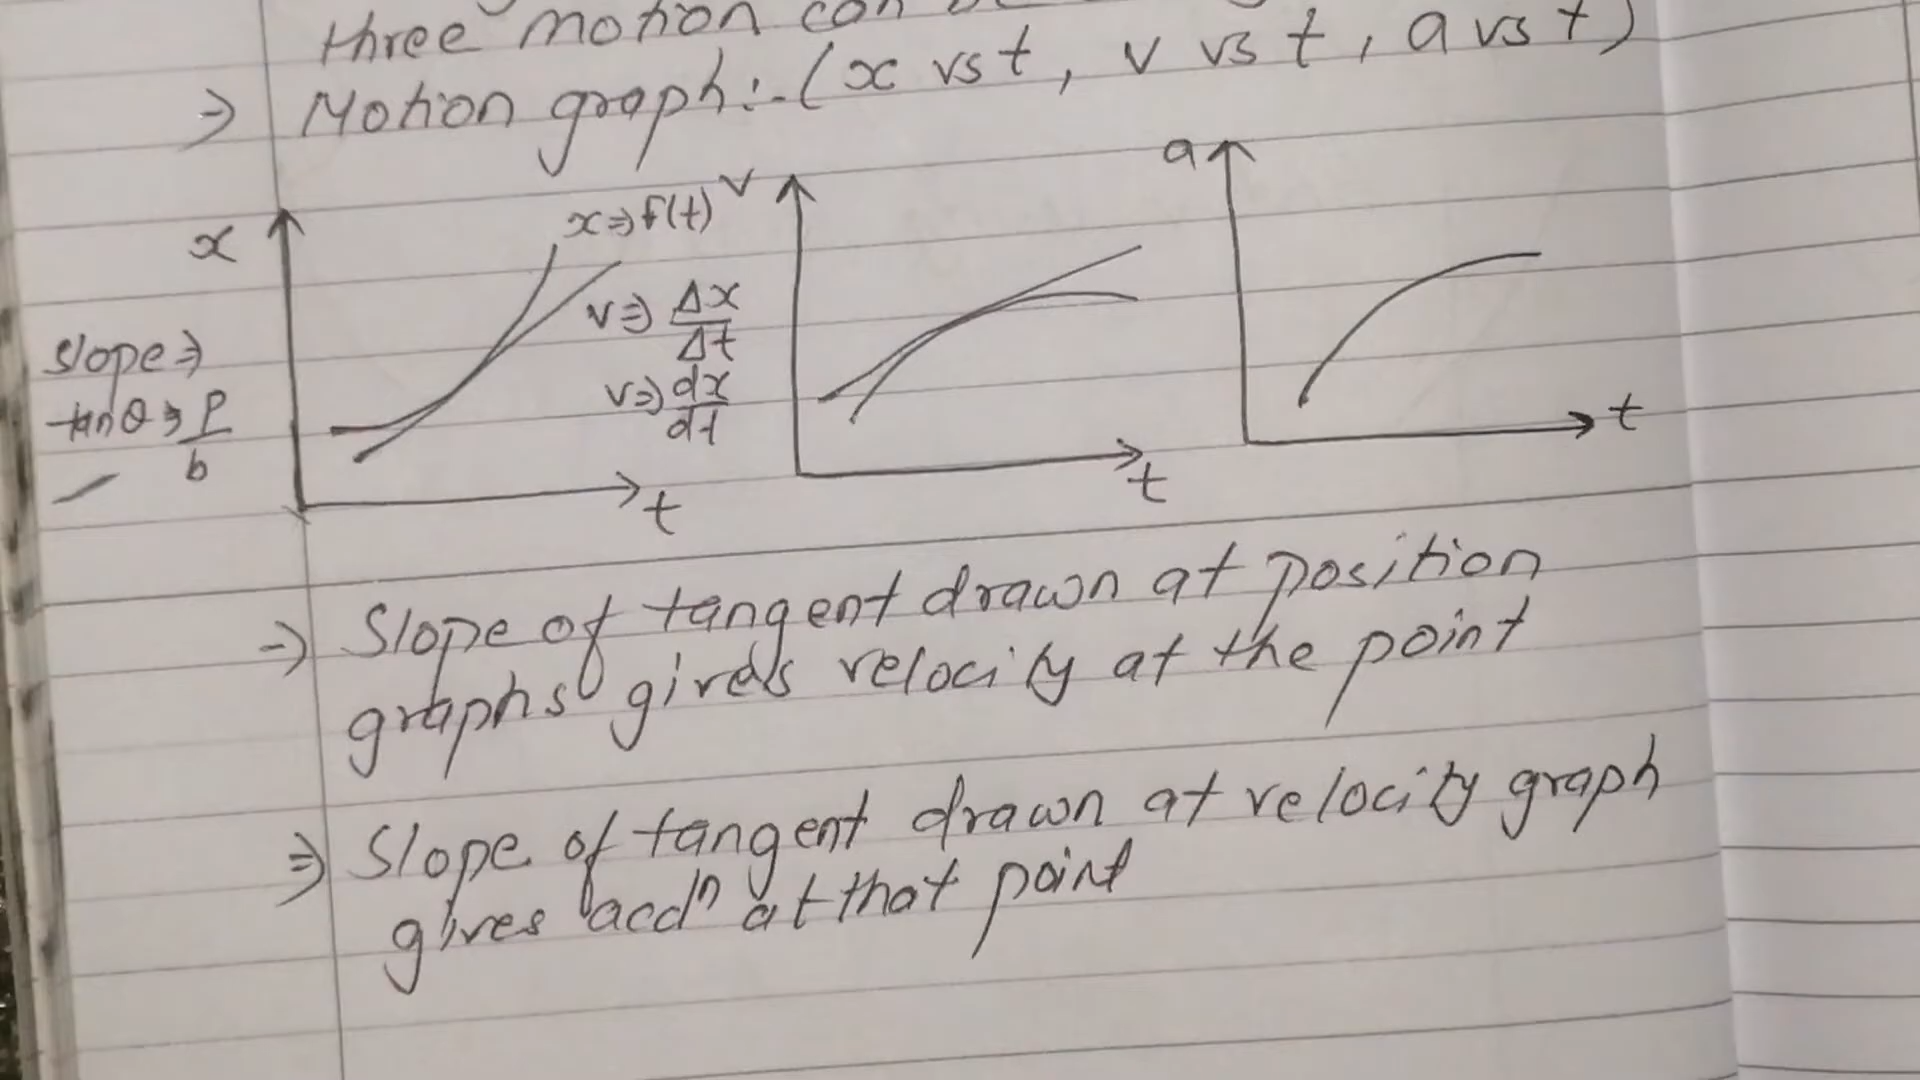 three motion can
⇒ Motion graph:-(x vs t, v vs t, a vs t)
x
x⇒f(t)
v⇒ Δx/Δt
v⇒ dx/dt
t
slope⇒
tanθ⇒ P/b
v
t
a
t
⇒ Slope of tangent drawn at position
graphs gives velocity at the point
⇒ Slope of tangent drawn at velocity graph
gives accⁿ at that point